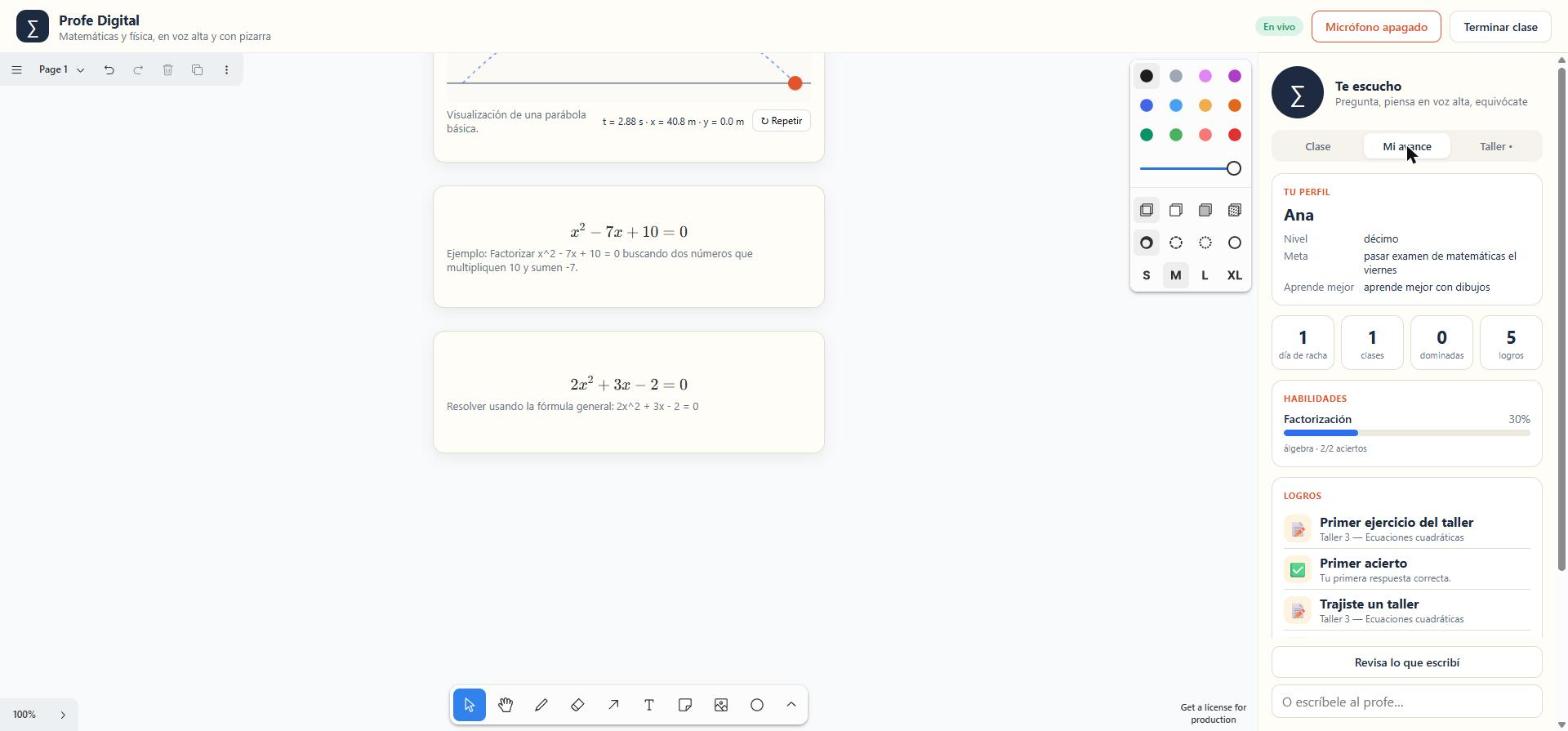 Profe Digital
Matemáticas y física, en voz alta y con pizarra
En vivo
Micrófono apagado
Terminar clase
Page 1
Visualización de una parábola
básica.
t = 2.88 s · x = 40.8 m · y = 0.0 m
↻ Repetir
x² − 7x + 10 = 0
Ejemplo: Factorizar x^2 - 7x + 10 = 0 buscando dos números que
multipliquen 10 y sumen -7.
2x² + 3x − 2 = 0
Resolver usando la fórmula general: 2x^2 + 3x - 2 = 0
S M L XL
100%
T
Get a license for
production
∑
∑
Te escucho
Pregunta, piensa en voz alta, equivócate
Clase
Mi avance
Taller •
TU PERFIL
Ana
Nivel décimo
Meta pasar examen de matemáticas el
viernes
Aprende mejor aprende mejor con dibujos
1 día de racha
1 clases
0 dominadas
5 logros
HABILIDADES
Factorización 30%
álgebra · 2/2 aciertos
LOGROS
Primer ejercicio del taller
Taller 3 — Ecuaciones cuadráticas
Primer acierto
Tu primera respuesta correcta.
Trajiste un taller
Taller 3 — Ecuaciones cuadráticas
Revisa lo que escribí
O escríbele al profe...